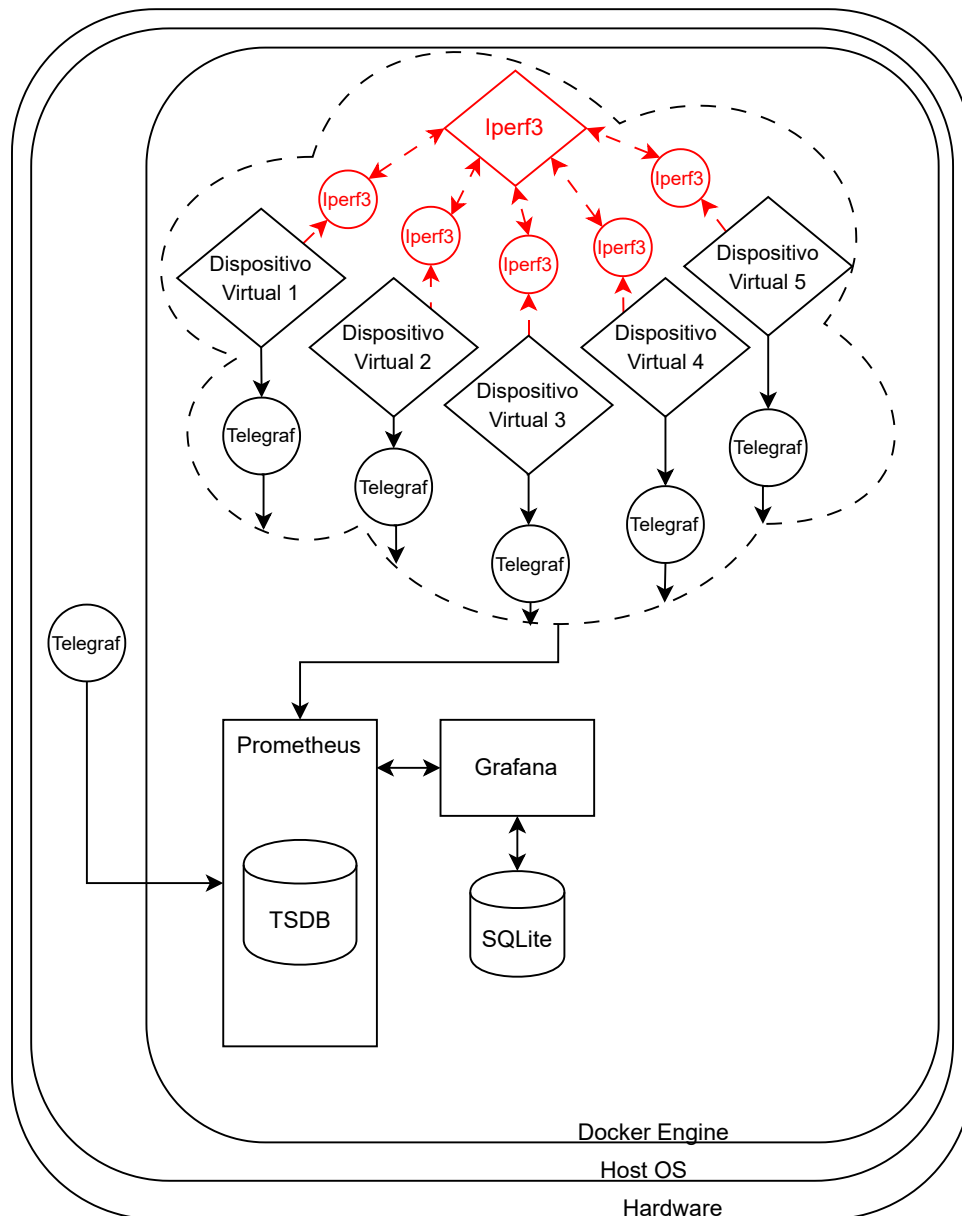 Iperf3
Iperf3
Iperf3
Iperf3
Iperf3
Iperf3
Dispositivo
Virtual 1
Dispositivo
Virtual 2
Dispositivo
Virtual 3
Dispositivo
Virtual 4
Dispositivo
Virtual 5
Telegraf
Telegraf
Telegraf
Telegraf
Telegraf
Telegraf
Prometheus
TSDB
Grafana
SQLite
Docker Engine
Host OS
Hardware